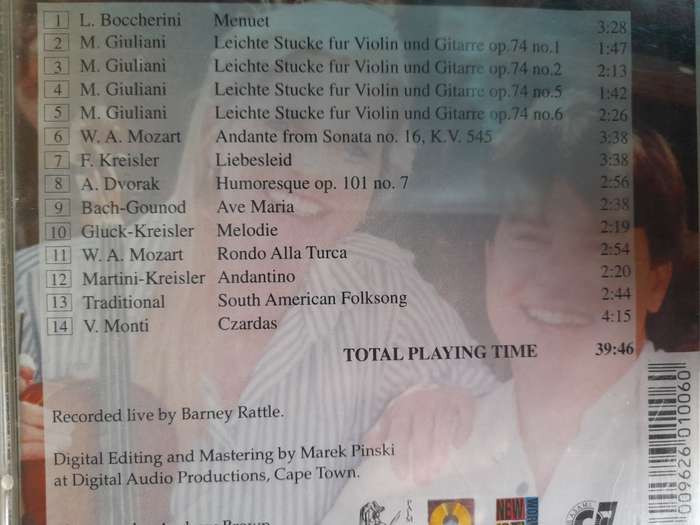 1 L. Boccherini Menuet 3:28
2 M. Giuliani Leichte Stucke fur Violin und Gitarre op.74 no.1 1:47
3 M. Giuliani Leichte Stucke fur Violin und Gitarre op.74 no.2 2:13
4 M. Giuliani Leichte Stucke fur Violin und Gitarre op.74 no.5 1:42
5 M. Giuliani Leichte Stucke fur Violin und Gitarre op.74 no.6 2:26
6 W. A. Mozart Andante from Sonata no. 16, K.V. 545 3:38
7 F. Kreisler Liebesleid 3:38
8 A. Dvorak Humoresque op. 101 no. 7 2:56
9 Bach-Gounod Ave Maria 2:38
10 Gluck-Kreisler Melodie 2:19
11 W. A. Mozart Rondo Alla Turca 2:54
12 Martini-Kreisler Andantino 2:20
13 Traditional South American Folksong 2:44
14 V. Monti Czardas 4:15
TOTAL PLAYING TIME 39:46
Recorded live by Barney Rattle.
Digital Editing and Mastering by Marek Pinski
at Digital Audio Productions, Cape Town.
NEW
009626010060